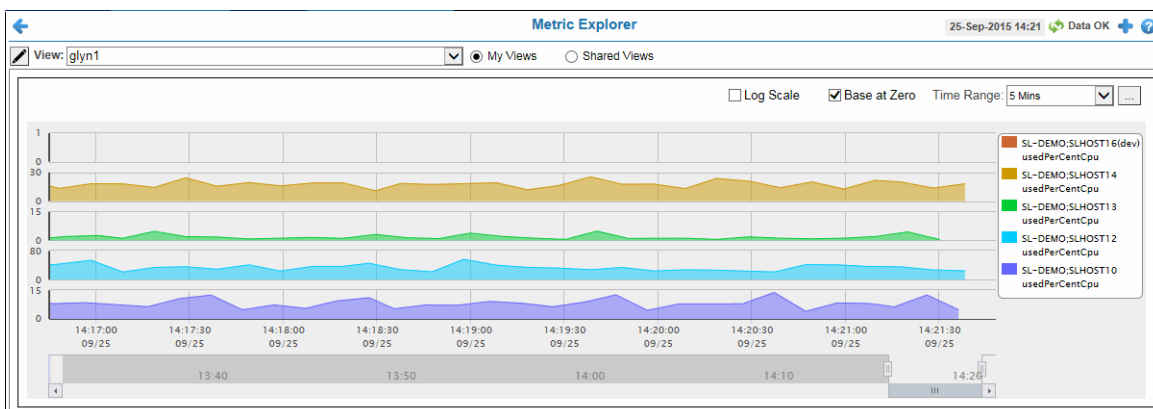 Metric Explorer
25-Sep-2015 14:21 Data OK
View: glyn1 My Views Shared Views
Log Scale Base at Zero Time Range: 5 Mins ...
1
0
30
0
15
0
80
0
15
0
SL-DEMO;SLHOST16(dev)
usedPerCentCpu
SL-DEMO;SLHOST14
usedPerCentCpu
SL-DEMO;SLHOST13
usedPerCentCpu
SL-DEMO;SLHOST12
usedPerCentCpu
SL-DEMO;SLHOST10
usedPerCentCpu
14:17:00 14:17:30 14:18:00 14:18:30 14:19:00 14:19:30 14:20:00 14:20:30 14:21:00 14:21:30
09/25 09/25 09/25 09/25 09/25 09/25 09/25 09/25 09/25 09/25
13:40 13:50 14:00 14:10 14:20